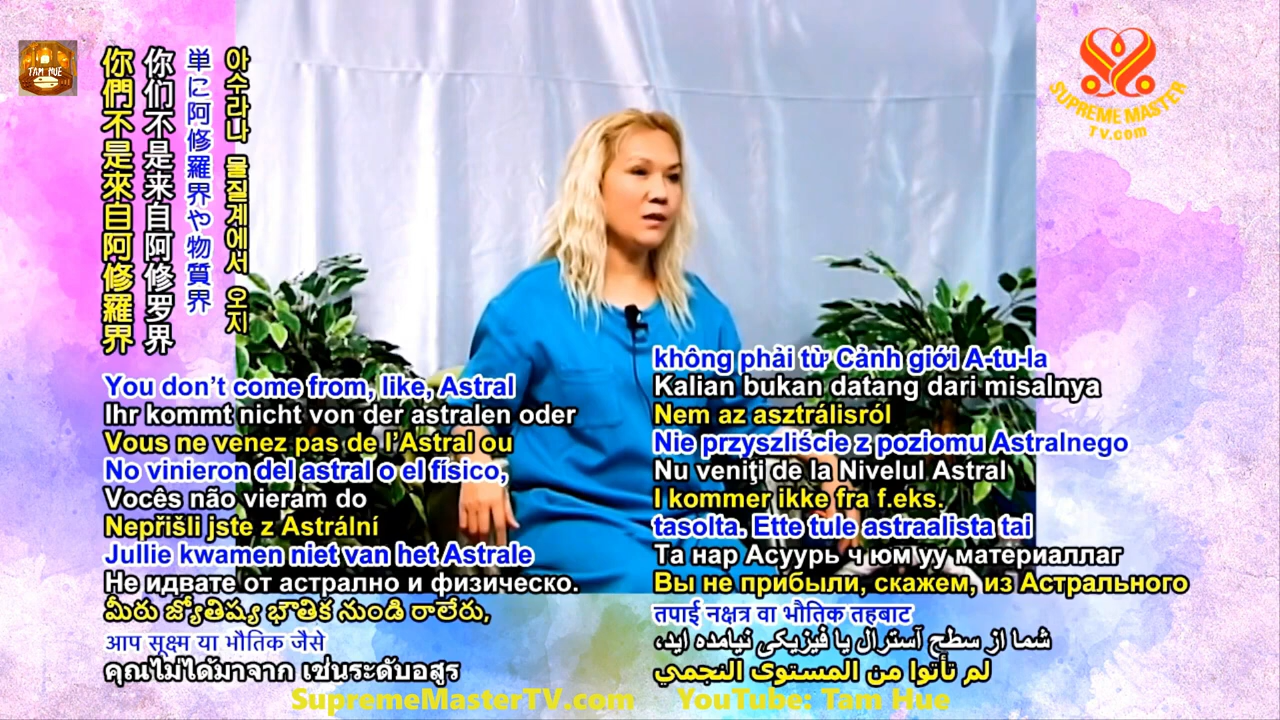 TAM HUE
SUPREME MASTER
TV.com
你們不是來自阿修羅界
你们不是来自阿修罗界
単に阿修羅界や物質界
아수라나 물질계에서 오지
You don’t come from, like, Astral
Ihr kommt nicht von der astralen oder
Vous ne venez pas de l’Astral ou
No vinieron del astral o el físico,
Vocês não vieram do
Nepřišli jste z Astrální
Jullie kwamen niet van het Astrale
Не идвате от астрално и физическо.
మీరు జ్యోతిష్య భౌతిక నుండి రాలేరు,
आप सूक्ष्म या भौतिक जैसे
คุณไม่ได้มาจาก เช่นระดับอสูร
không phải từ Cảnh giới A-tu-la
Kalian bukan datang dari misalnya
Nem az asztrálisról
Nie przyszliście z poziomu Astralnego
Nu veniţi de la Nivelul Astral
I kommer ikke fra f.eks.
tasolta. Ette tule astraalista tai
Та нар Асуурь ч юм уу материаллаг
Вы не прибыли, скажем, из Астрального
तपाई नक्षत्र वा भौतिक तहबाट
شما از سطح آسترال یا فیزیکی نیامده اید،
لم تأتوا من المستوى النجمي
SupremeMasterTV.com YouTube: Tam Hue